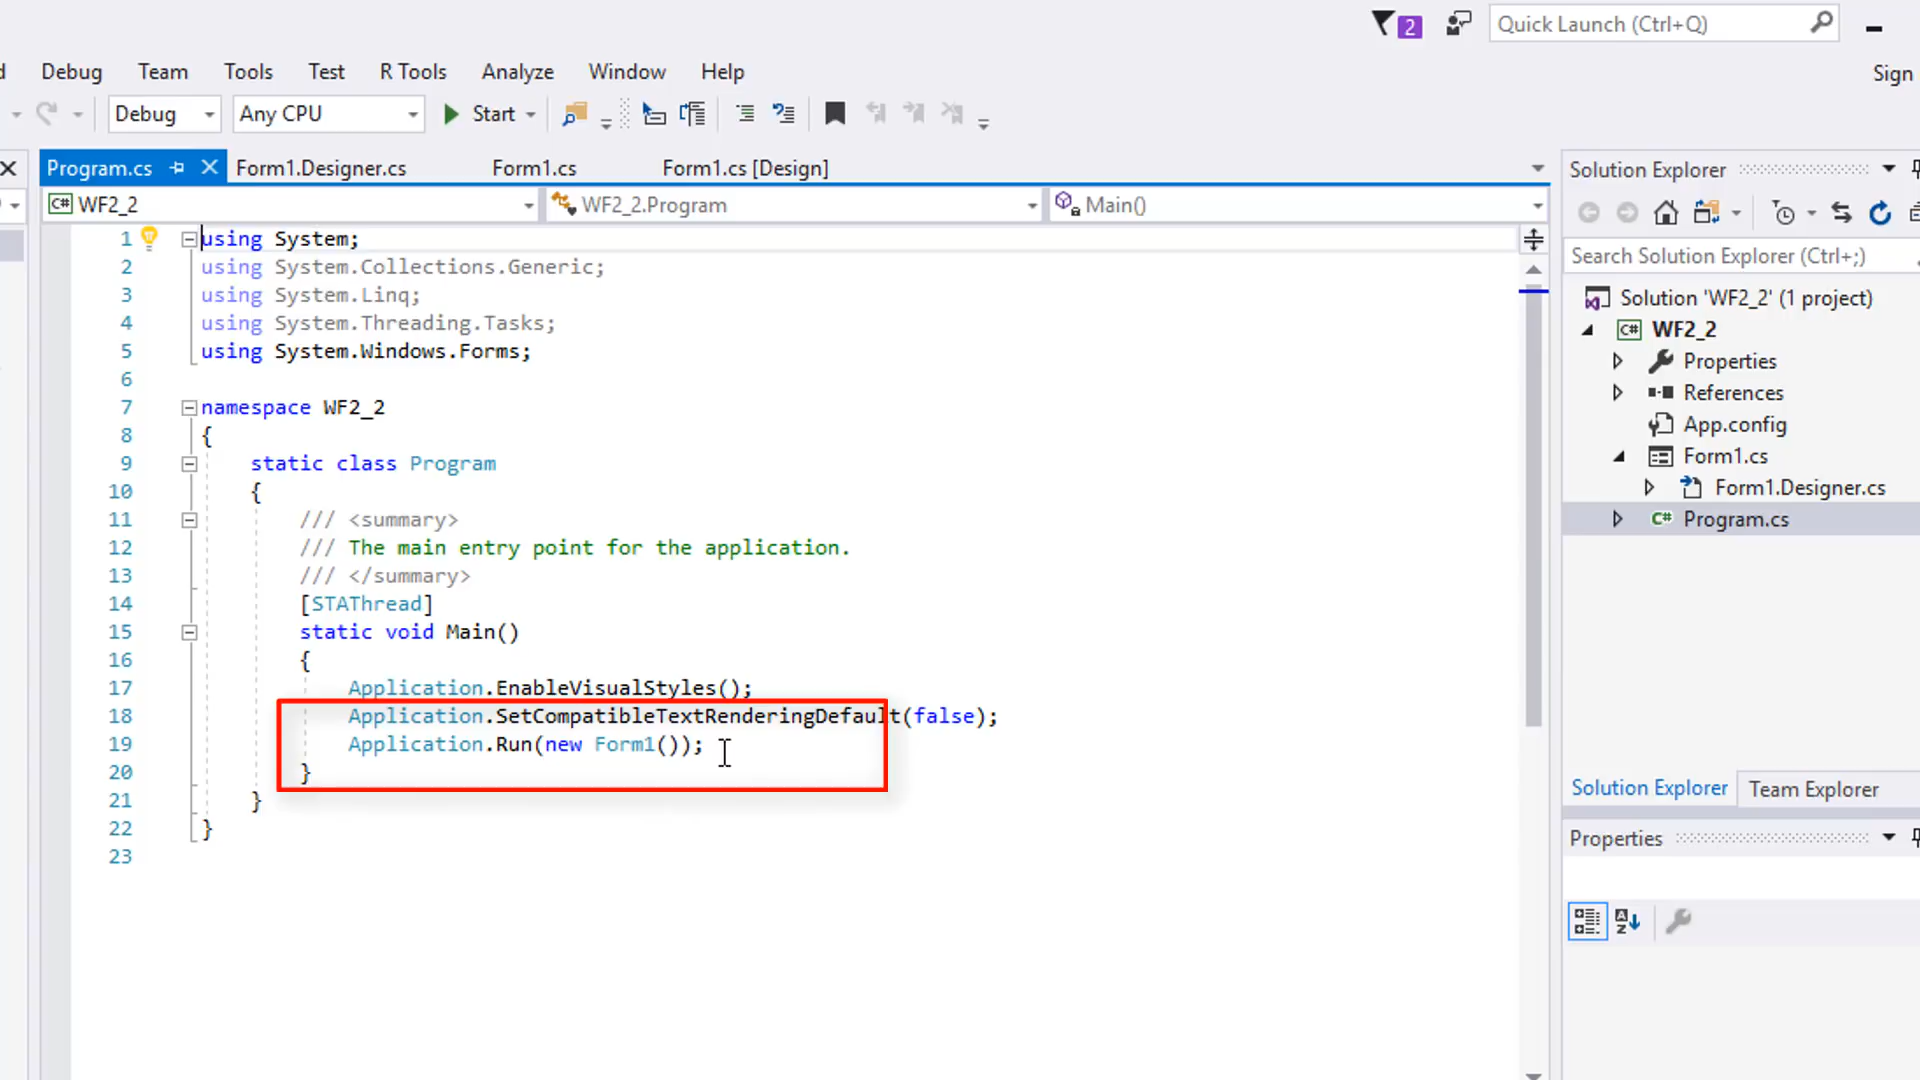 2
Quick Launch (Ctrl+Q)
Debug Team Tools Test R Tools Analyze Window Help
Sign
Debug Any CPU Start
Program.cs Form1.Designer.cs Form1.cs Form1.cs [Design]
WF2_2 WF2_2.Program Main()
1 using System;
2 using System.Collections.Generic;
3 using System.Linq;
4 using System.Threading.Tasks;
5 using System.Windows.Forms;
6
7 namespace WF2_2
8 {
9 static class Program
10 {
11 /// <summary>
12 /// The main entry point for the application.
13 /// </summary>
14 [STAThread]
15 static void Main()
16 {
17 Application.EnableVisualStyles();
18 Application.SetCompatibleTextRenderingDefault(false);
19 Application.Run(new Form1());
20 }
21 }
22 }
23
Solution Explorer
Search Solution Explorer (Ctrl+;)
Solution 'WF2_2' (1 project)
C# WF2_2
Properties
References
App.config
Form1.cs
Form1.Designer.cs
C# Program.cs
Solution Explorer Team Explorer
Properties